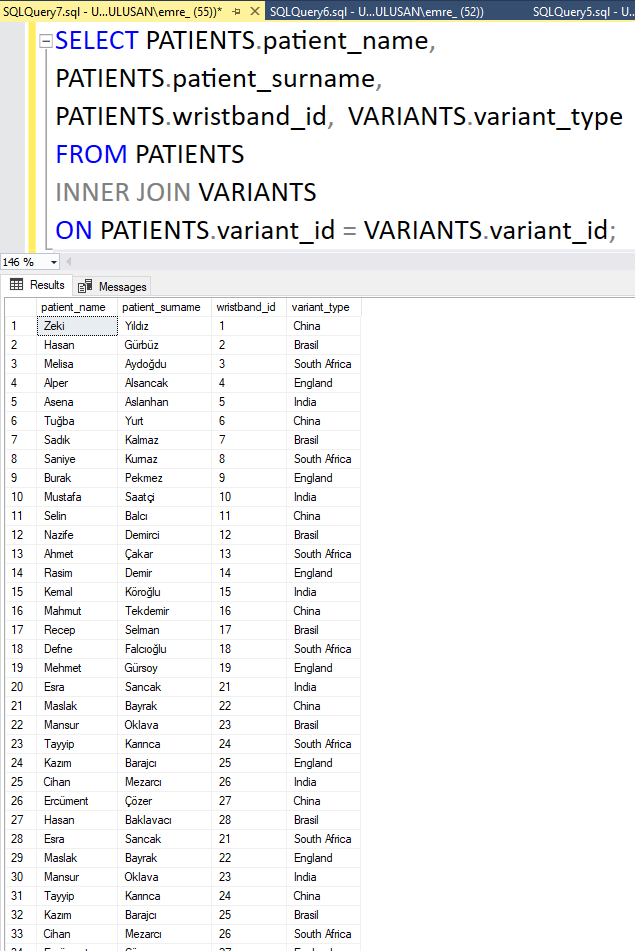 SQLQuery7.sql - U...ULUSAN\emre_ (55))* SQLQuery6.sql - U...ULUSAN\emre_ (52)) SQLQuery5.sql - U...
SELECT PATIENTS.patient_name,
PATIENTS.patient_surname,
PATIENTS.wristband_id, VARIANTS.variant_type
FROM PATIENTS
INNER JOIN VARIANTS
ON PATIENTS.variant_id = VARIANTS.variant_id;
146 %
Results Messages
patient_name patient_surname wristband_id variant_type
1 Zeki Yıldız 1 China
2 Hasan Gürbüz 2 Brasil
3 Melisa Aydoğdu 3 South Africa
4 Alper Alsancak 4 England
5 Asena Aslanhan 5 India
6 Tuğba Yurt 6 China
7 Sadık Kalmaz 7 Brasil
8 Saniye Kurnaz 8 South Africa
9 Burak Pekmez 9 England
10 Mustafa Saatçi 10 India
11 Selin Balcı 11 China
12 Nazife Demirci 12 Brasil
13 Ahmet Çakar 13 South Africa
14 Rasim Demir 14 England
15 Kemal Köroğlu 15 India
16 Mahmut Tekdemir 16 China
17 Recep Selman 17 Brasil
18 Defne Falcıoğlu 18 South Africa
19 Mehmet Gürsoy 19 England
20 Esra Sancak 21 India
21 Maslak Bayrak 22 China
22 Mansur Oklava 23 Brasil
23 Tayyip Karınca 24 South Africa
24 Kazım Barajcı 25 England
25 Cihan Mezarcı 26 India
26 Ercüment Çözer 27 China
27 Hasan Baklavacı 28 Brasil
28 Esra Sancak 21 South Africa
29 Maslak Bayrak 22 England
30 Mansur Oklava 23 India
31 Tayyip Karınca 24 China
32 Kazım Barajcı 25 Brasil
33 Cihan Mezarcı 26 South Africa